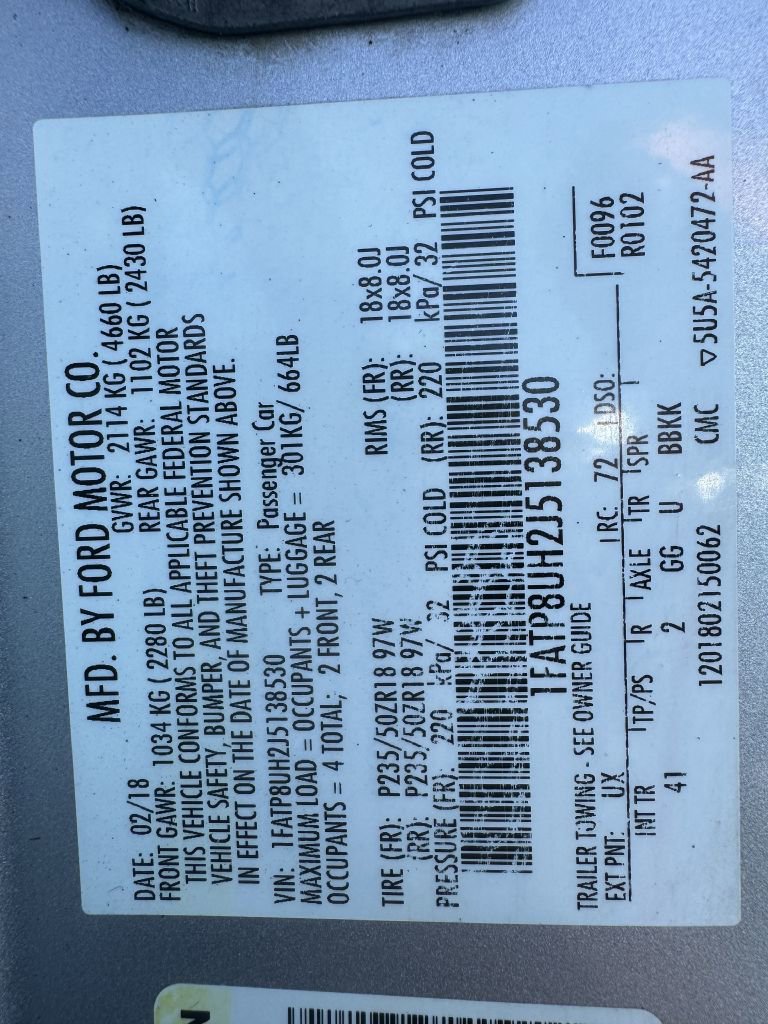 MFD. BY FORD MOTOR CO.
DATE: 02/18 GVWR: 2114 KG ( 4660 LB)
FRONT GAWR: 1034 KG ( 2280 LB) REAR GAWR: 1102 KG ( 2430 LB)
THIS VEHICLE CONFORMS TO ALL APPLICABLE FEDERAL MOTOR
VEHICLE SAFETY, BUMPER, AND THEFT PREVENTION STANDARDS
IN EFFECT ON THE DATE OF MANUFACTURE SHOWN ABOVE.
VIN: 1FATP8UH2J5138530 TYPE: Passenger Car
MAXIMUM LOAD = OCCUPANTS + LUGGAGE = 301KG/ 664LB
OCCUPANTS = 4 TOTAL; 2 FRONT, 2 REAR
TIRE (FR): P235/50ZR18 97W RIMS (FR): 18x8.0J
(RR): P235/50ZR18 97W (RR): 18x8.0J
PRESSURE (FR): 220 kPa/ 32 PSI COLD (RR): 220 kPa/ 32 PSI COLD
1FATP8UH2J5138530
TRAILER TOWING - SEE OWNER GUIDE F0096
EXT PNT: UX RC: 72 DSO: R0102
INT TR TP/PS R AXLE TR SPR
41 2 GG U BBKK
1201802150062 CMC ▽5U5A-5420472-AA
N